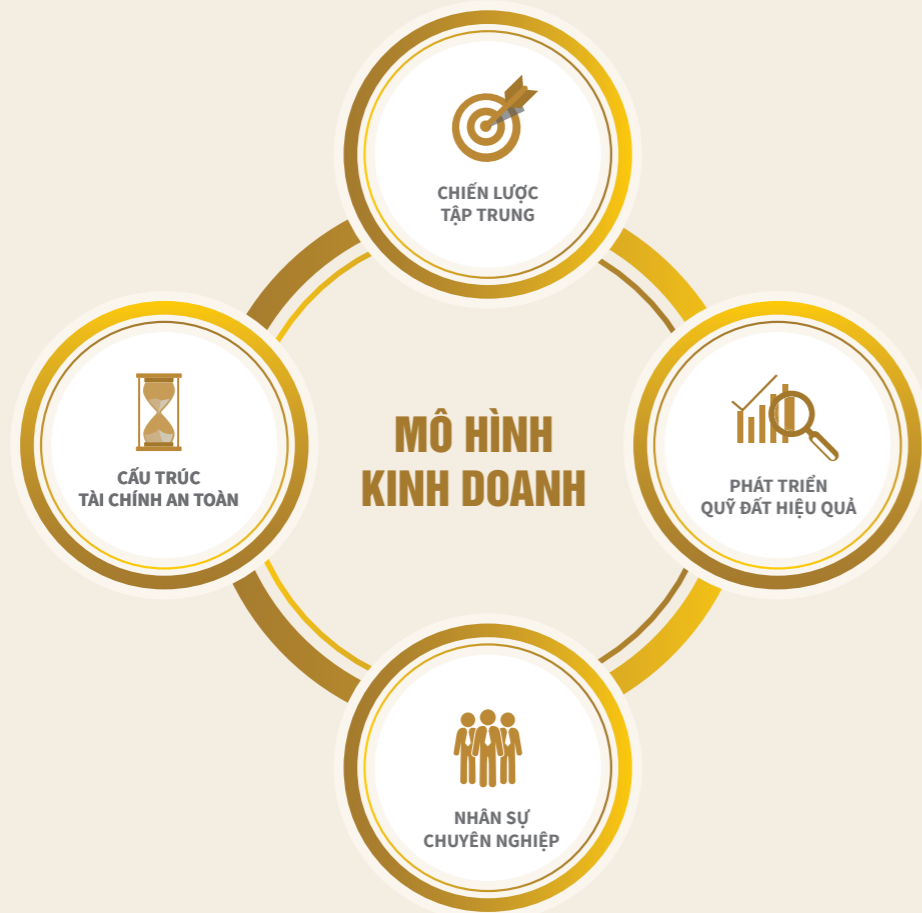 CHIẾN LƯỢC
TẬP TRUNG
CẤU TRÚC
TÀI CHÍNH AN TOÀN
MÔ HÌNH
KINH DOANH
PHÁT TRIỂN
QUỸ ĐẤT HIỆU QUẢ
NHÂN SỰ
CHUYÊN NGHIỆP